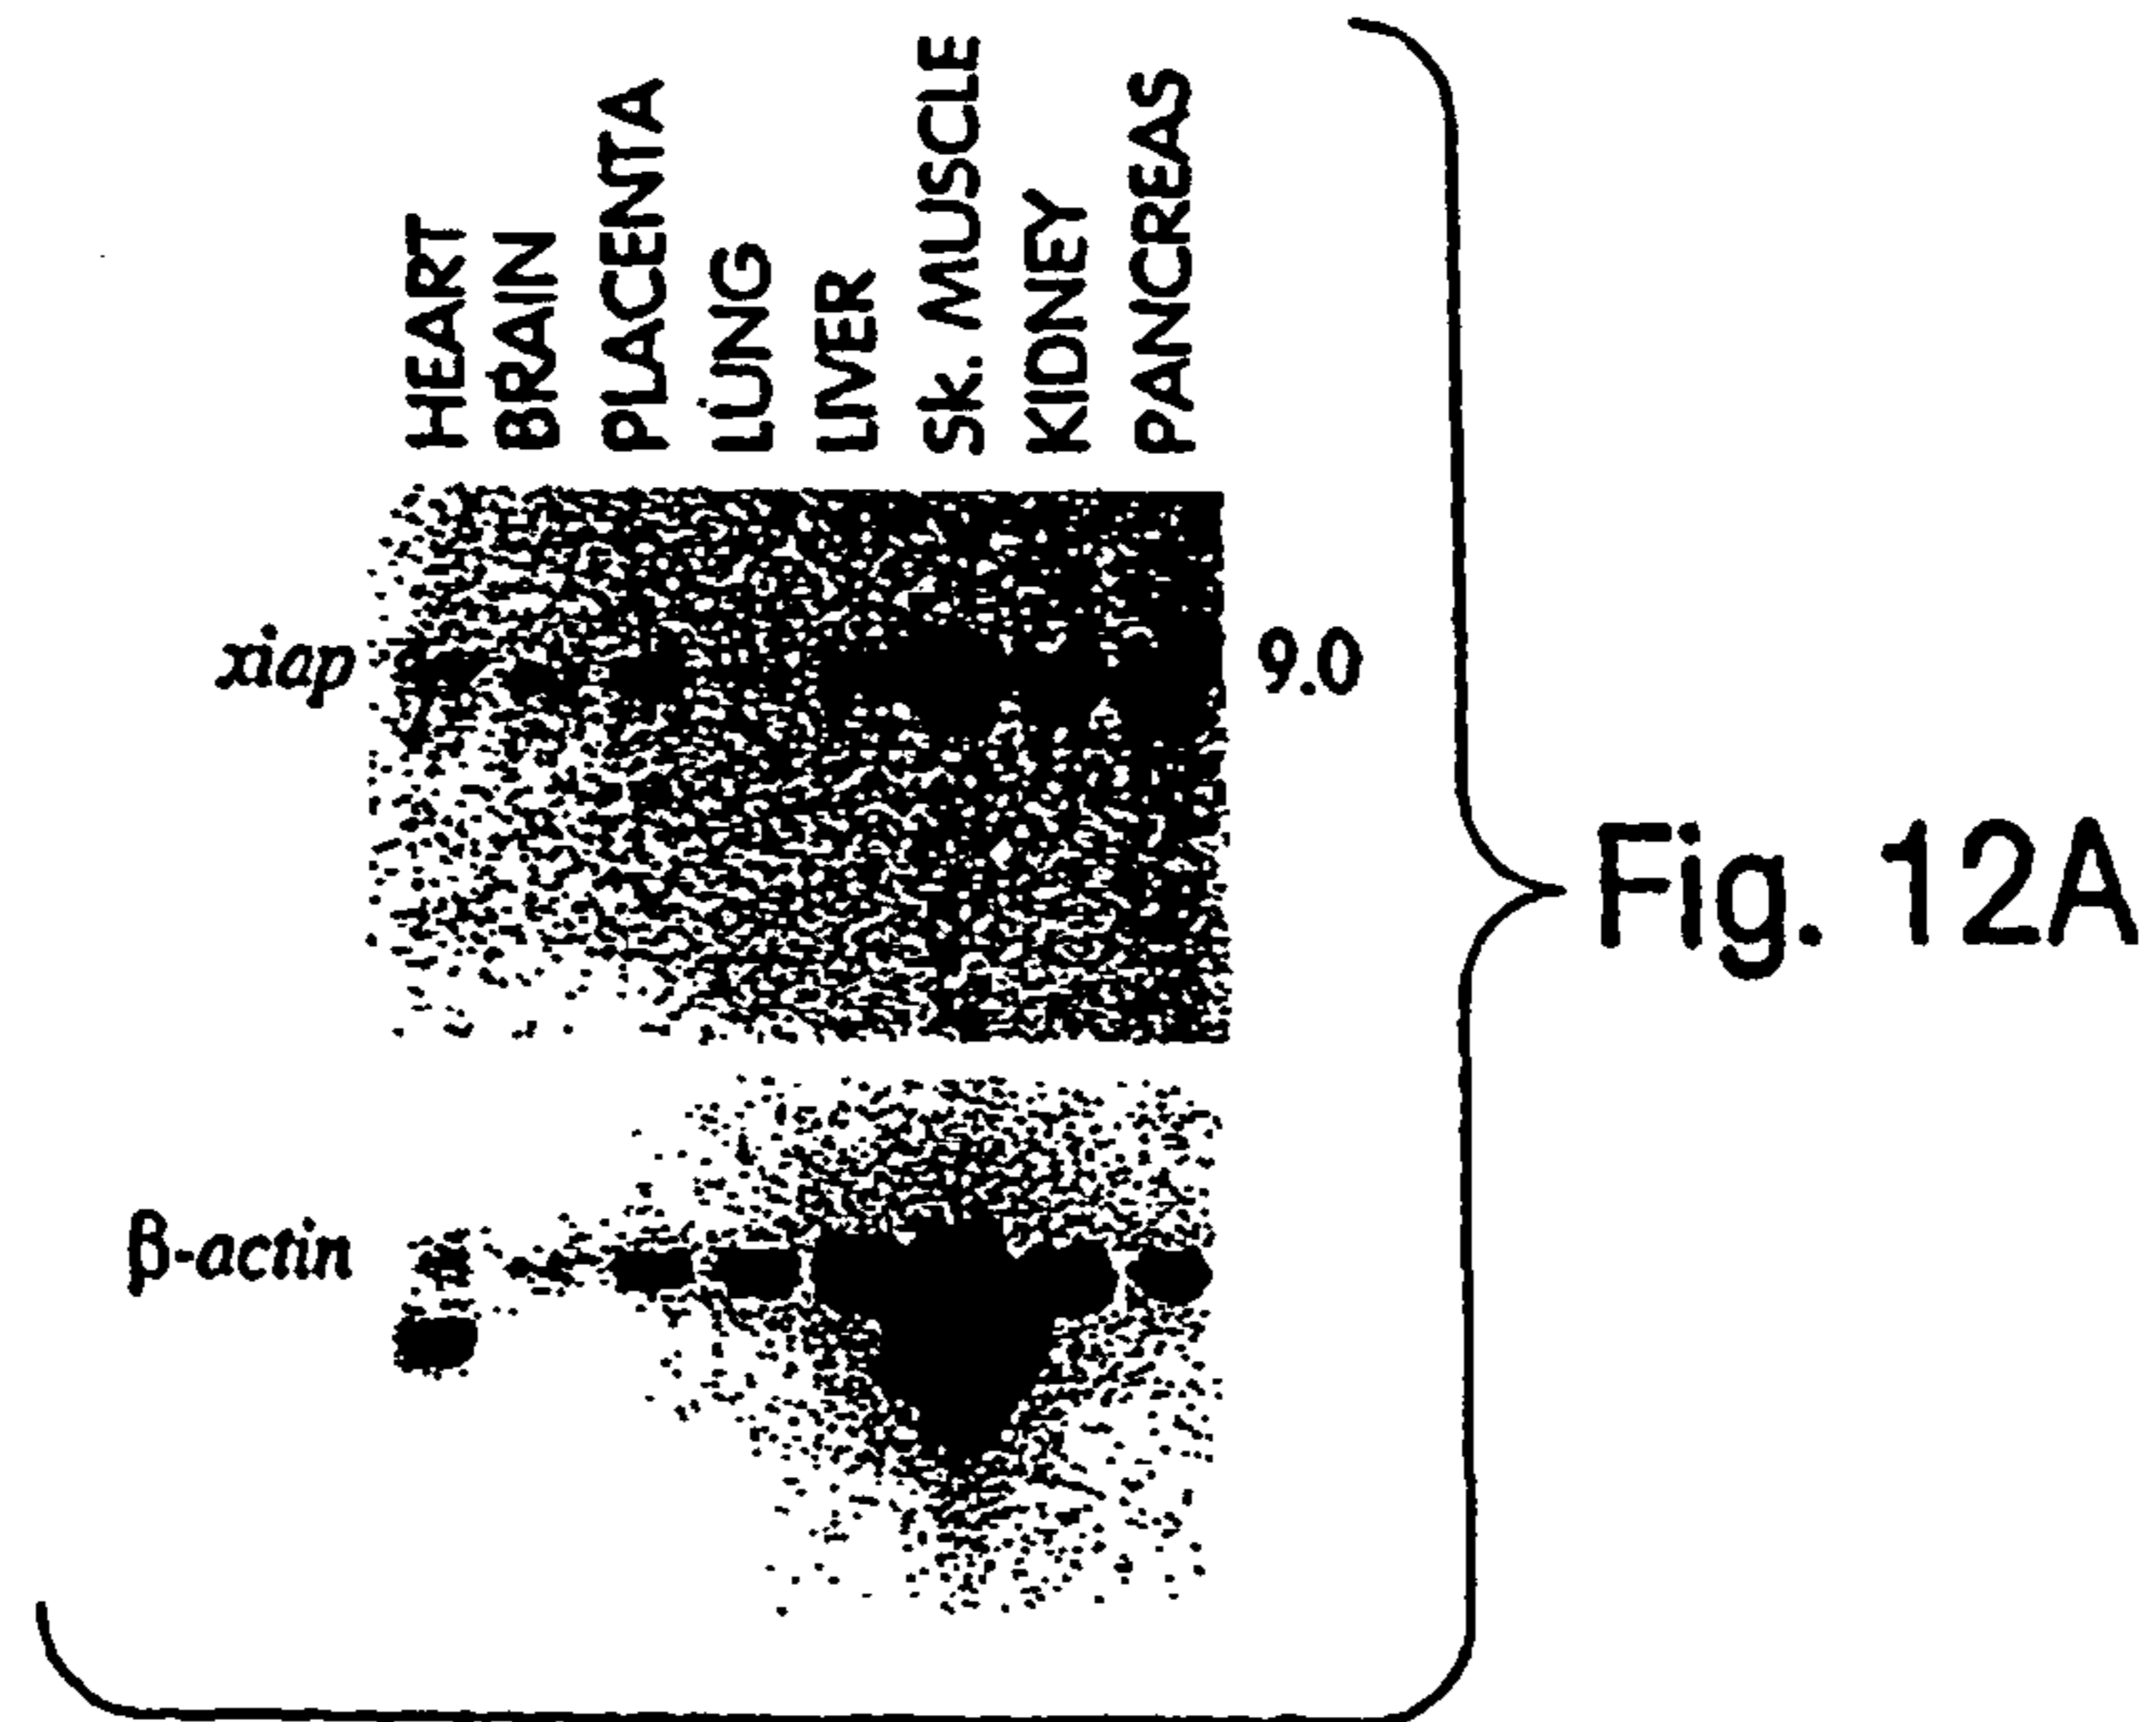 HEART
BRAIN
PLACENTA
LUNG
LIVER
Sk. MUSCLE
KIDNEY
PANCREAS
xiap
9.0
β-actin
Fig. 12A